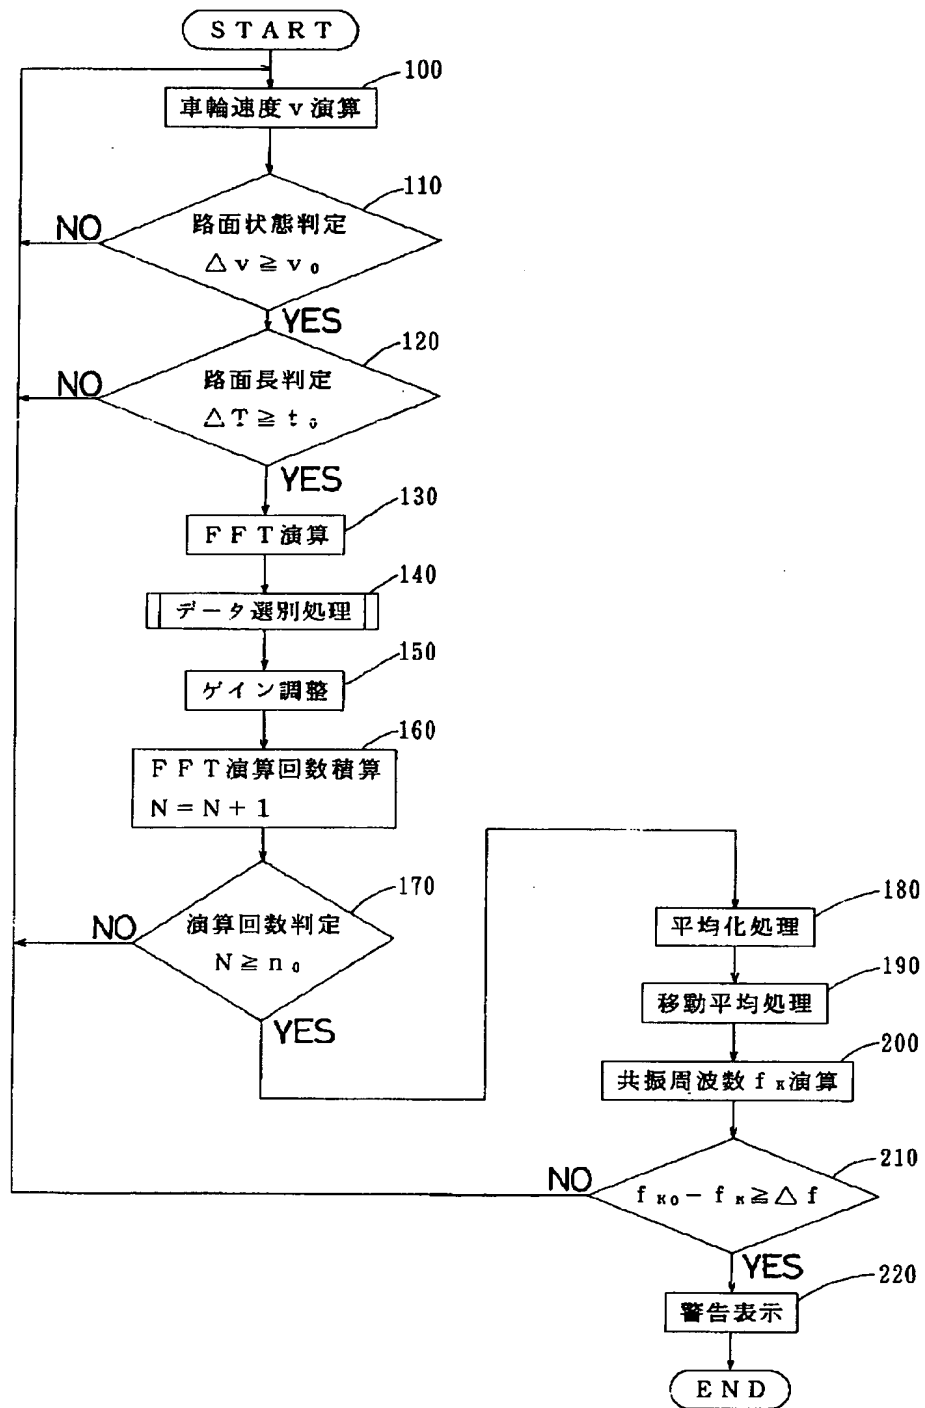 START
100
車輪速度v演算
110
路面状態判定
△v≧v₀
NO
YES
120
路面長判定
△T≧t₀
NO
YES
130
FFT演算
140
データ選別処理
150
ゲイン調整
160
FFT演算回数積算
N=N+1
170
演算回数判定
N≧n₀
NO
YES
180
平均化処理
190
移動平均処理
200
共振周波数fK演算
210
fK0−fK≧△f
NO
YES
220
警告表示
END